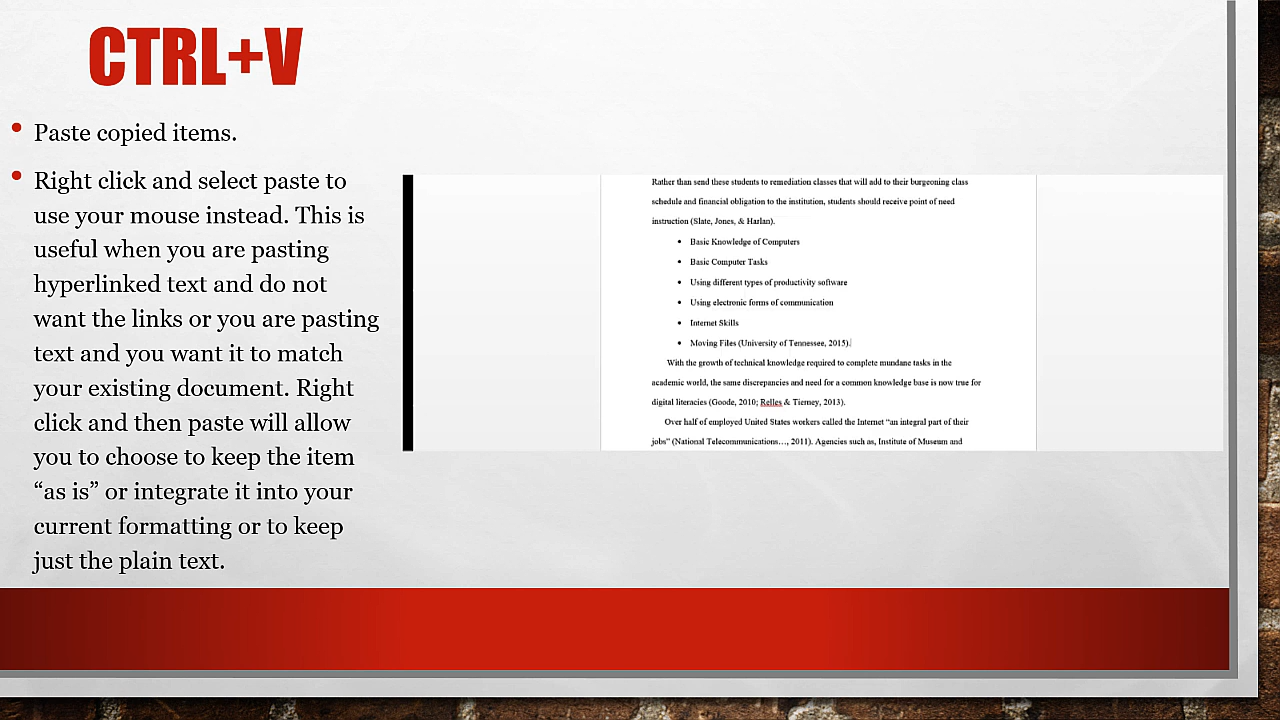 CTRL+V
• Paste copied items.
• Right click and select paste to
use your mouse instead. This is
useful when you are pasting
hyperlinked text and do not
want the links or you are pasting
text and you want it to match
your existing document. Right
click and then paste will allow
you to choose to keep the item
“as is” or integrate it into your
current formatting or to keep
just the plain text.
Rather than send these students to remediation classes that will add to their burgeoning class
schedule and financial obligation to the institution, students should receive point of need
instruction (Slate, Jones, & Harlan).
• Basic Knowledge of Computers
• Basic Computer Tasks
• Using different types of productivity software
• Using electronic forms of communication
• Internet Skills
• Moving Files (University of Tennessee, 2015).
With the growth of technical knowledge required to complete mundane tasks in the
academic world, the same discrepancies and need for a common knowledge base is now true for
digital literacies (Goode, 2010; Relles & Tierney, 2013).
Over half of employed United States workers called the Internet “an integral part of their
jobs” (National Telecommunications…, 2011). Agencies such as, Institute of Museum and